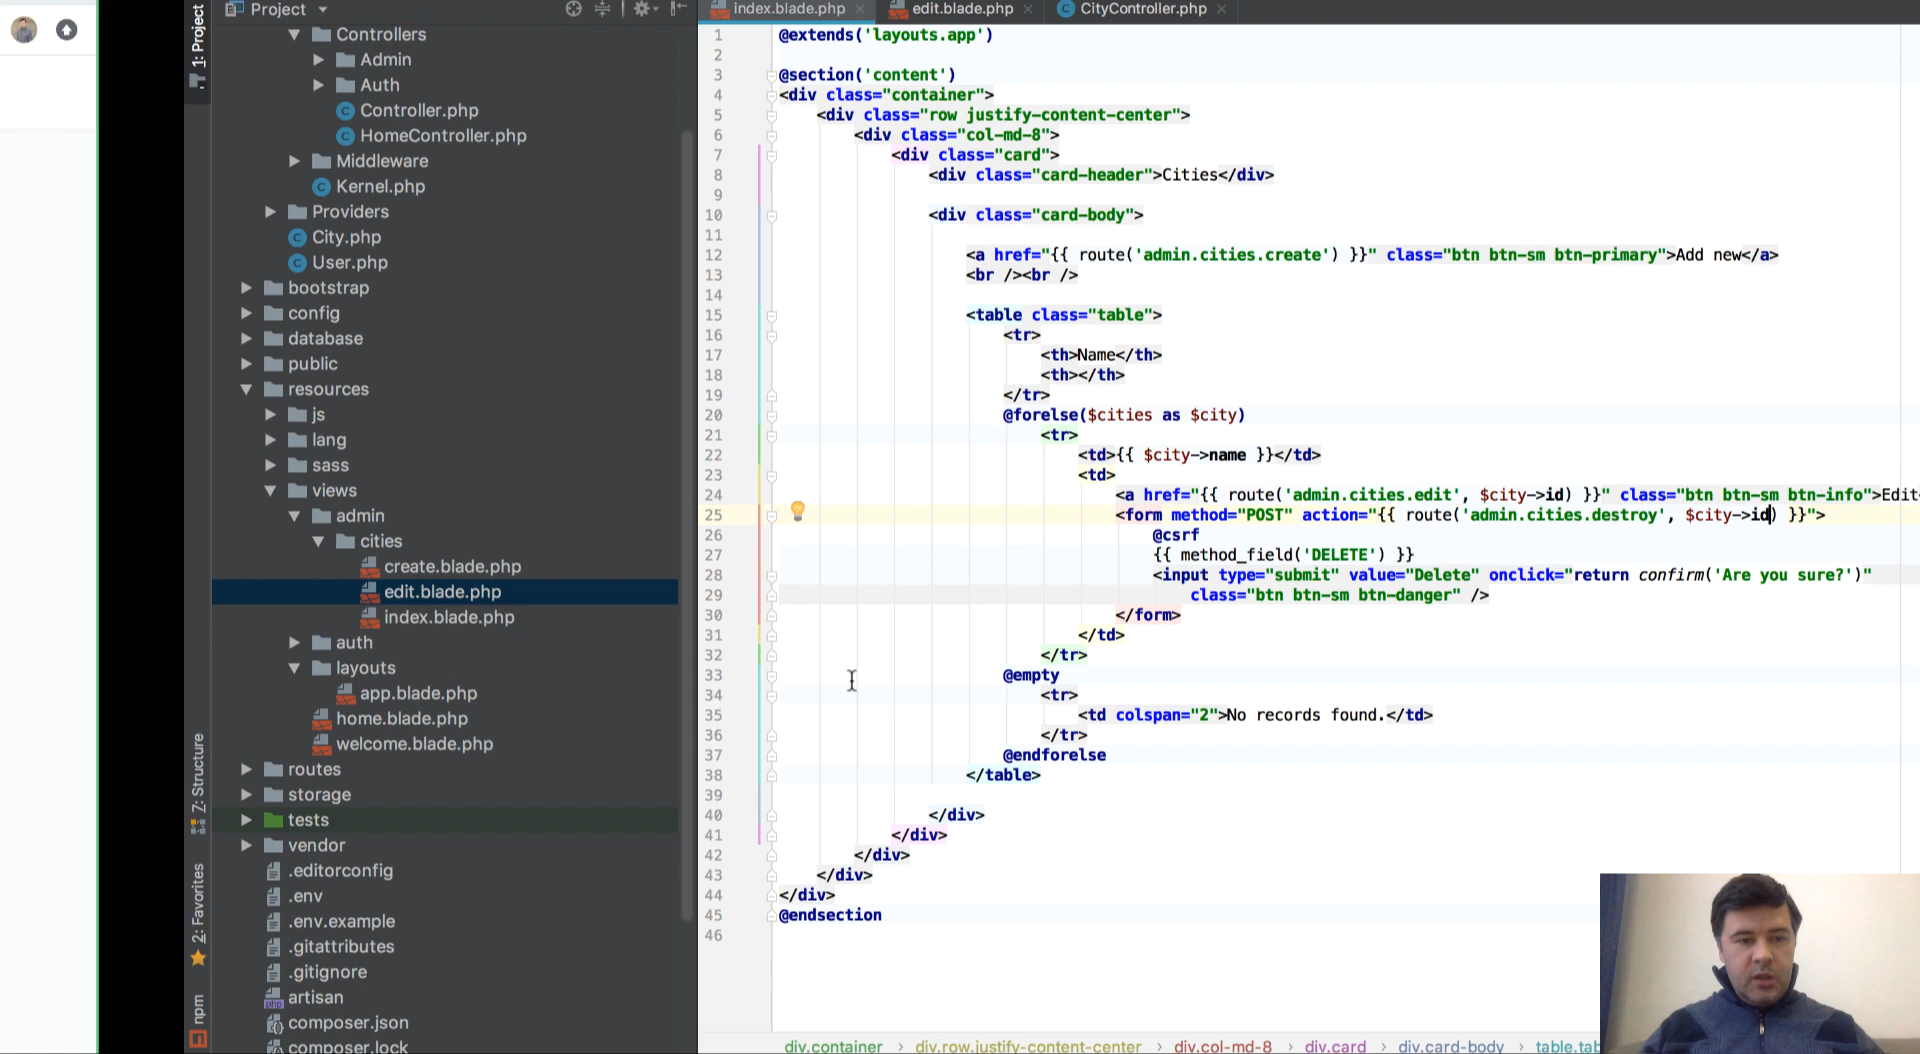 1: Project
Project
Controllers
Admin
Auth
Controller.php
HomeController.php
Middleware
Kernel.php
Providers
City.php
User.php
bootstrap
config
database
public
resources
js
lang
sass
views
admin
cities
create.blade.php
edit.blade.php
index.blade.php
auth
layouts
app.blade.php
home.blade.php
welcome.blade.php
routes
storage
tests
vendor
.editorconfig
.env
.env.example
.gitattributes
.gitignore
artisan
composer.json
composer.lock
7: Structure
2: Favorites
npm
index.blade.php
edit.blade.php
CityController.php
1 @extends('layouts.app')
2
3 @section('content')
4 <div class="container">
5 <div class="row justify-content-center">
6 <div class="col-md-8">
7 <div class="card">
8 <div class="card-header">Cities</div>
9
10 <div class="card-body">
11
12 <a href="{{ route('admin.cities.create') }}" class="btn btn-sm btn-primary">Add new</a>
13 <br /><br />
14
15 <table class="table">
16 <tr>
17 <th>Name</th>
18 <th></th>
19 </tr>
20 @forelse($cities as $city)
21 <tr>
22 <td>{{ $city->name }}</td>
23 <td>
24 <a href="{{ route('admin.cities.edit', $city->id) }}" class="btn btn-sm btn-info">Edit
25 <form method="POST" action="{{ route('admin.cities.destroy', $city->id) }}">
26 @csrf
27 {{ method_field('DELETE') }}
28 <input type="submit" value="Delete" onclick="return confirm('Are you sure?')"
29 class="btn btn-sm btn-danger" />
30 </form>
31 </td>
32 </tr>
33 @empty
34 <tr>
35 <td colspan="2">No records found.</td>
36 </tr>
37 @endforelse
38 </table>
39
40 </div>
41 </div>
42 </div>
43 </div>
44 </div>
45 @endsection
46
div.container › div.row.justify-content-center › div.col-md-8 › div.card › div.card-body › table.tab